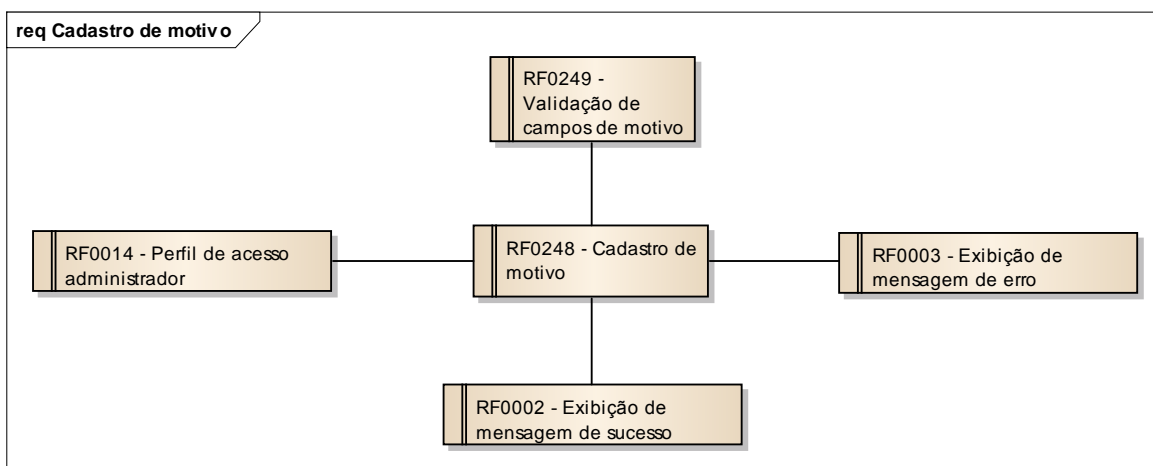 req Cadastro de motivo
RF0249 -
Validação de
campos de motivo
RF0014 - Perfil de acesso
administrador
RF0248 - Cadastro de
motivo
RF0003 - Exibição de
mensagem de erro
RF0002 - Exibição de
mensagem de sucesso